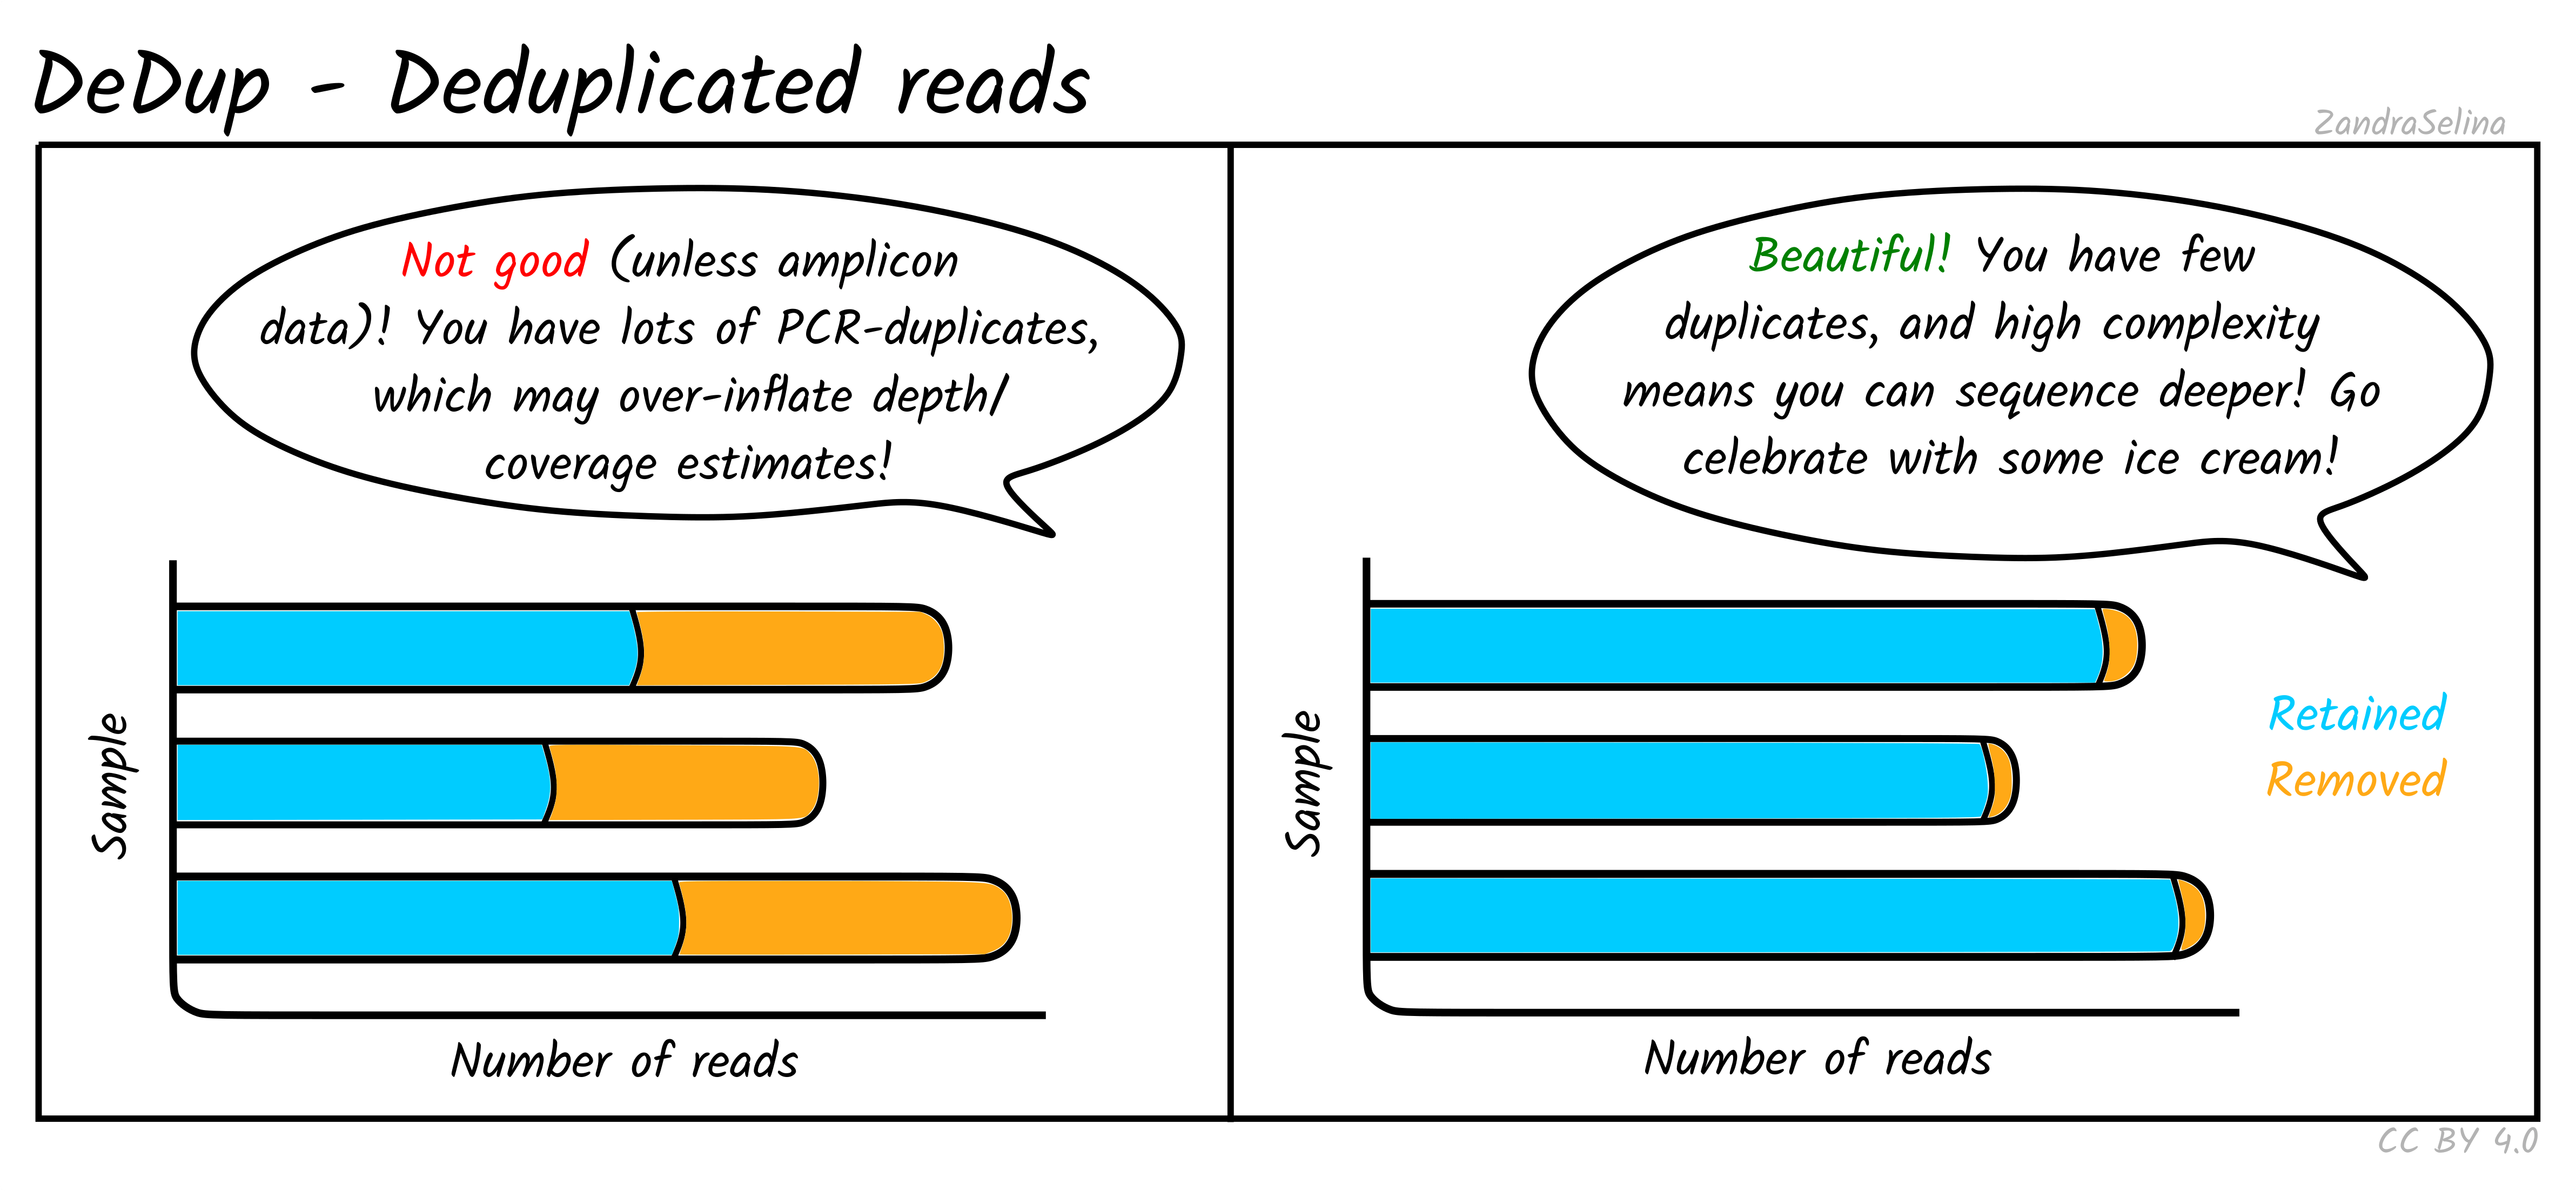 DeDup - Deduplicated reads
ZandraSelina
Not good (unless amplicon
data)! You have lots of PCR-duplicates,
which may over-inflate depth/
coverage estimates!
Sample
Number of reads
Beautiful! You have few
duplicates, and high complexity
means you can sequence deeper! Go
celebrate with some ice cream!
Sample
Retained
Removed
Number of reads
CC BY 4.0